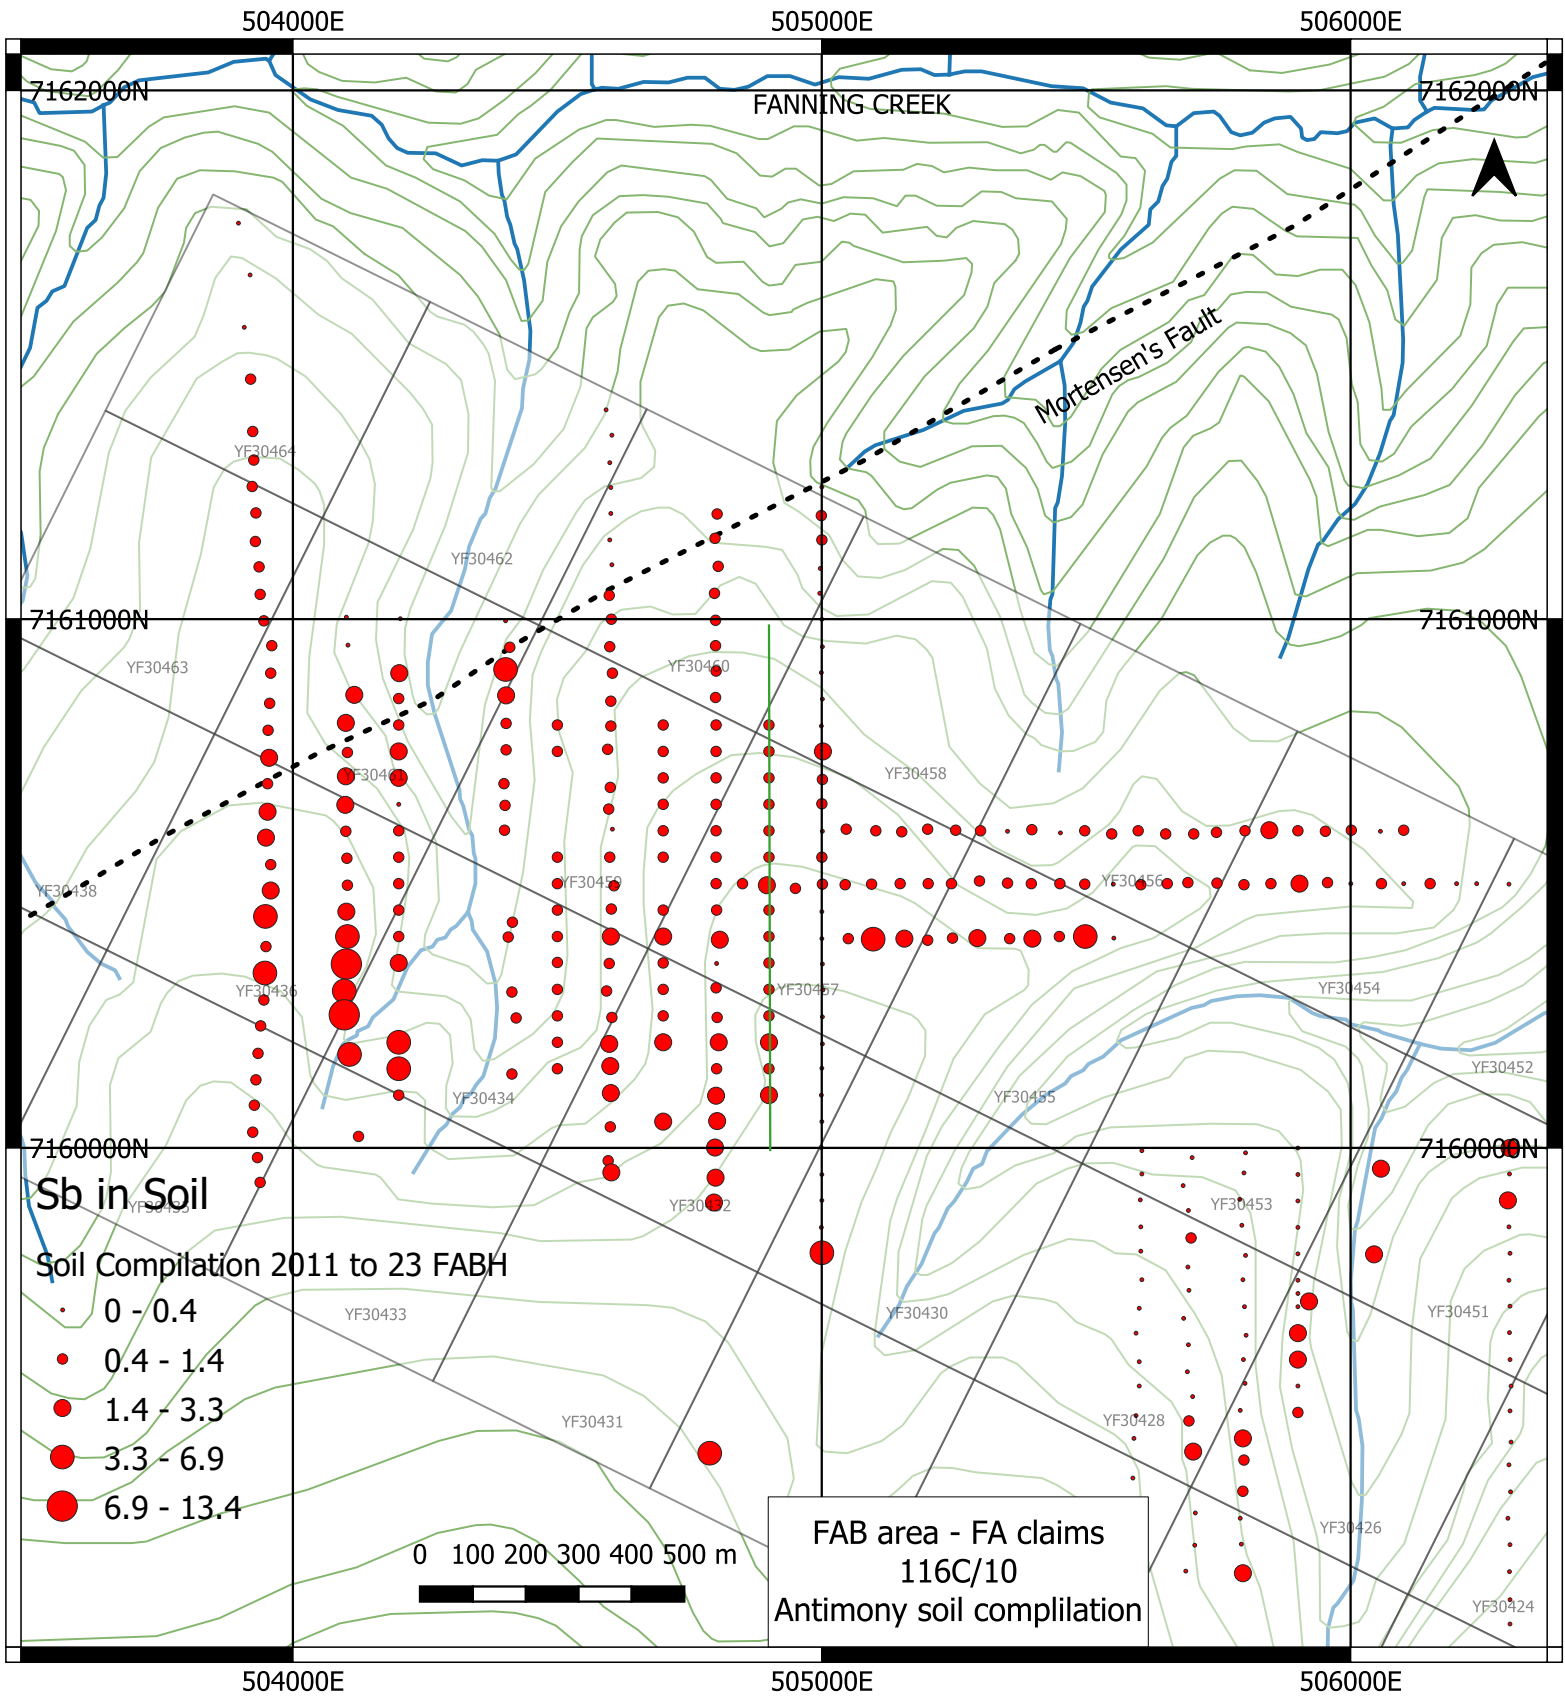 504000E 505000E 506000E
7162000N 7162000N
FANNING CREEK
Mortensen's Fault
YF30464
YF30462
7161000N 7161000N
YF30463 YF30460
YF30461 YF30458
YF30438 YF30459 YF30456
YF30436 YF30457 YF30454
YF30434 YF30455 YF30452
7160000N 7160000N
Sb in Soil
YF30435 YF30432 YF30453
Soil Compilation 2011 to 23 FABH
0 - 0.4
YF30433 YF30430 YF30451
0.4 - 1.4
1.4 - 3.3
YF30431 YF30428
3.3 - 6.9
6.9 - 13.4
YF30426
0 100 200 300 400 500 m
FAB area - FA claims
116C/10
Antimony soil complilation
YF30424
504000E 505000E 506000E